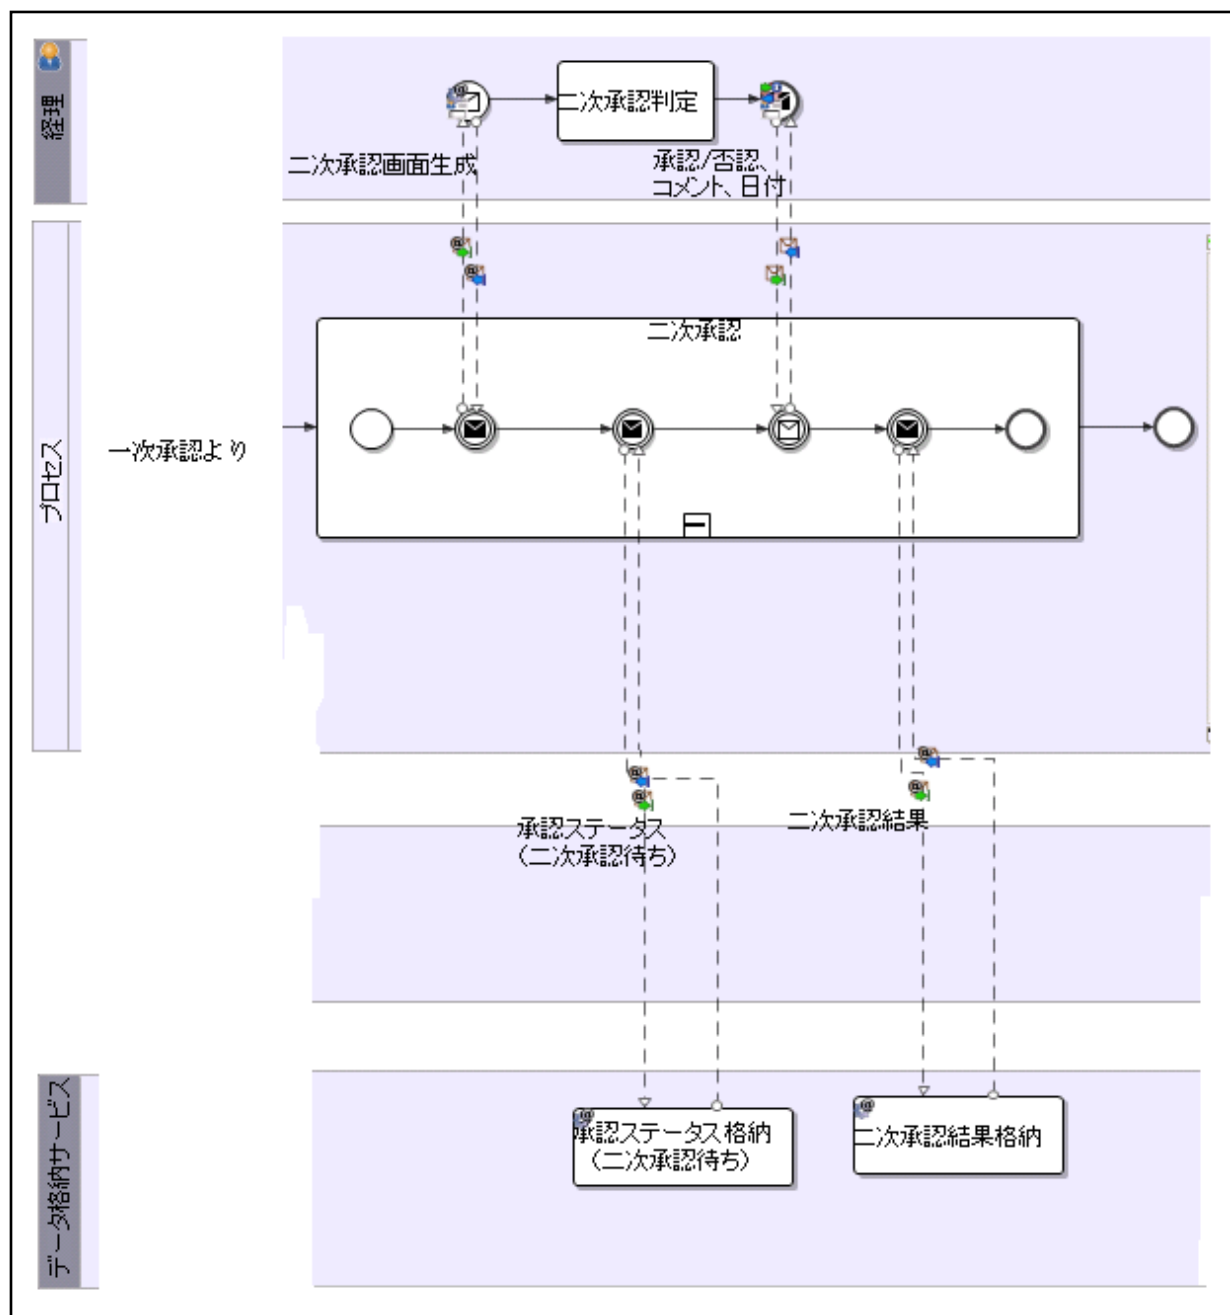 経理
二次承認判定
二次承認画面生成
承認/否認、
コメント、日付
プロセス
一次承認より
二次承認
承認ステータス
(二次承認待ち)
二次承認結果
データ格納サービス
承認ステータス格納
(二次承認待ち)
二次承認結果格納